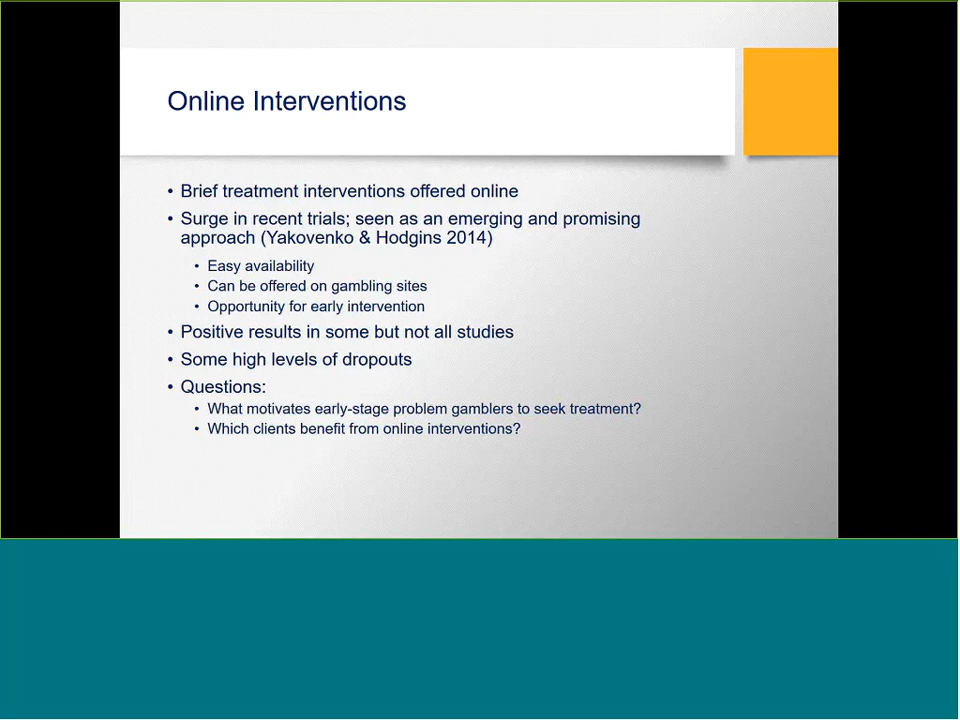 Online Interventions
• Brief treatment interventions offered online
• Surge in recent trials; seen as an emerging and promising
approach (Yakovenko & Hodgins 2014)
• Easy availability
• Can be offered on gambling sites
• Opportunity for early intervention
• Positive results in some but not all studies
• Some high levels of dropouts
• Questions:
• What motivates early-stage problem gamblers to seek treatment?
• Which clients benefit from online interventions?